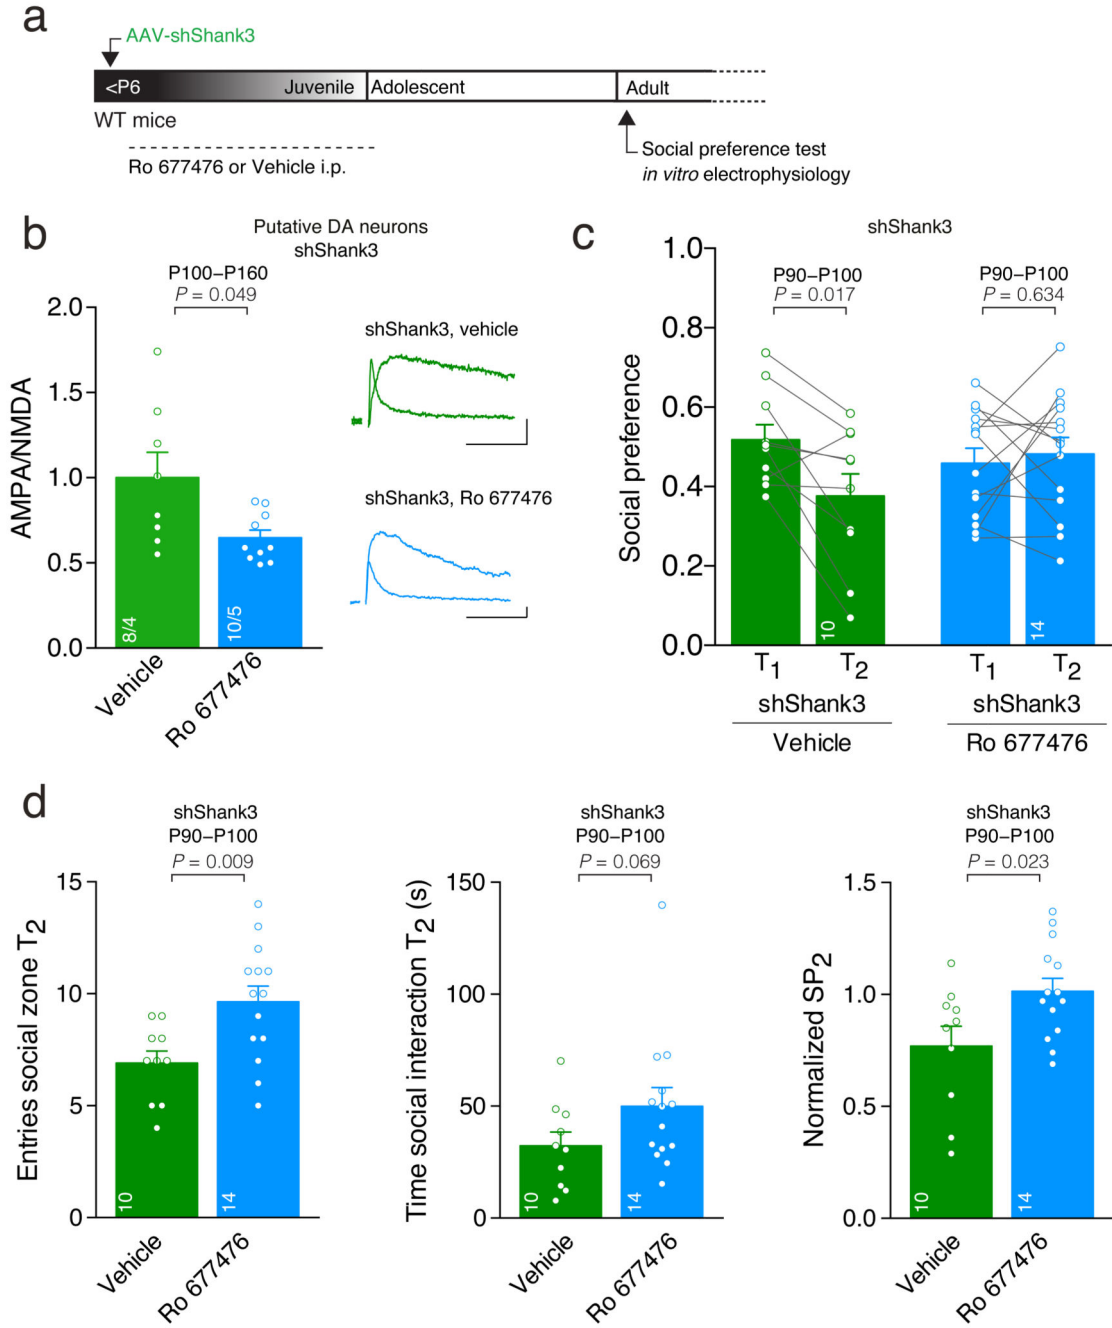 a
AAV-shShank3
<P6
Juvenile
Adolescent
Adult
WT mice
Ro 677476 or Vehicle i.p.
Social preference test
in vitro electrophysiology
b
Putative DA neurons
shShank3
P100–P160
P = 0.049
AMPA/NMDA
2.0
1.5
1.0
0.5
0.0
8/4
10/5
Vehicle
Ro 677476
shShank3, vehicle
shShank3, Ro 677476
c
shShank3
P90–P100
P = 0.017
P90–P100
P = 0.634
Social preference
1.0
0.8
0.6
0.4
0.2
0.0
10
14
T1
T2
T1
T2
shShank3
shShank3
Vehicle
Ro 677476
d
shShank3
P90–P100
P = 0.009
Entries social zone T2
15
10
5
0
10
14
Vehicle
Ro 677476
shShank3
P90–P100
P = 0.069
Time social interaction T2 (s)
150
100
50
0
10
14
Vehicle
Ro 677476
shShank3
P90–P100
P = 0.023
Normalized SP2
1.5
1.0
0.5
0.0
10
14
Vehicle
Ro 677476